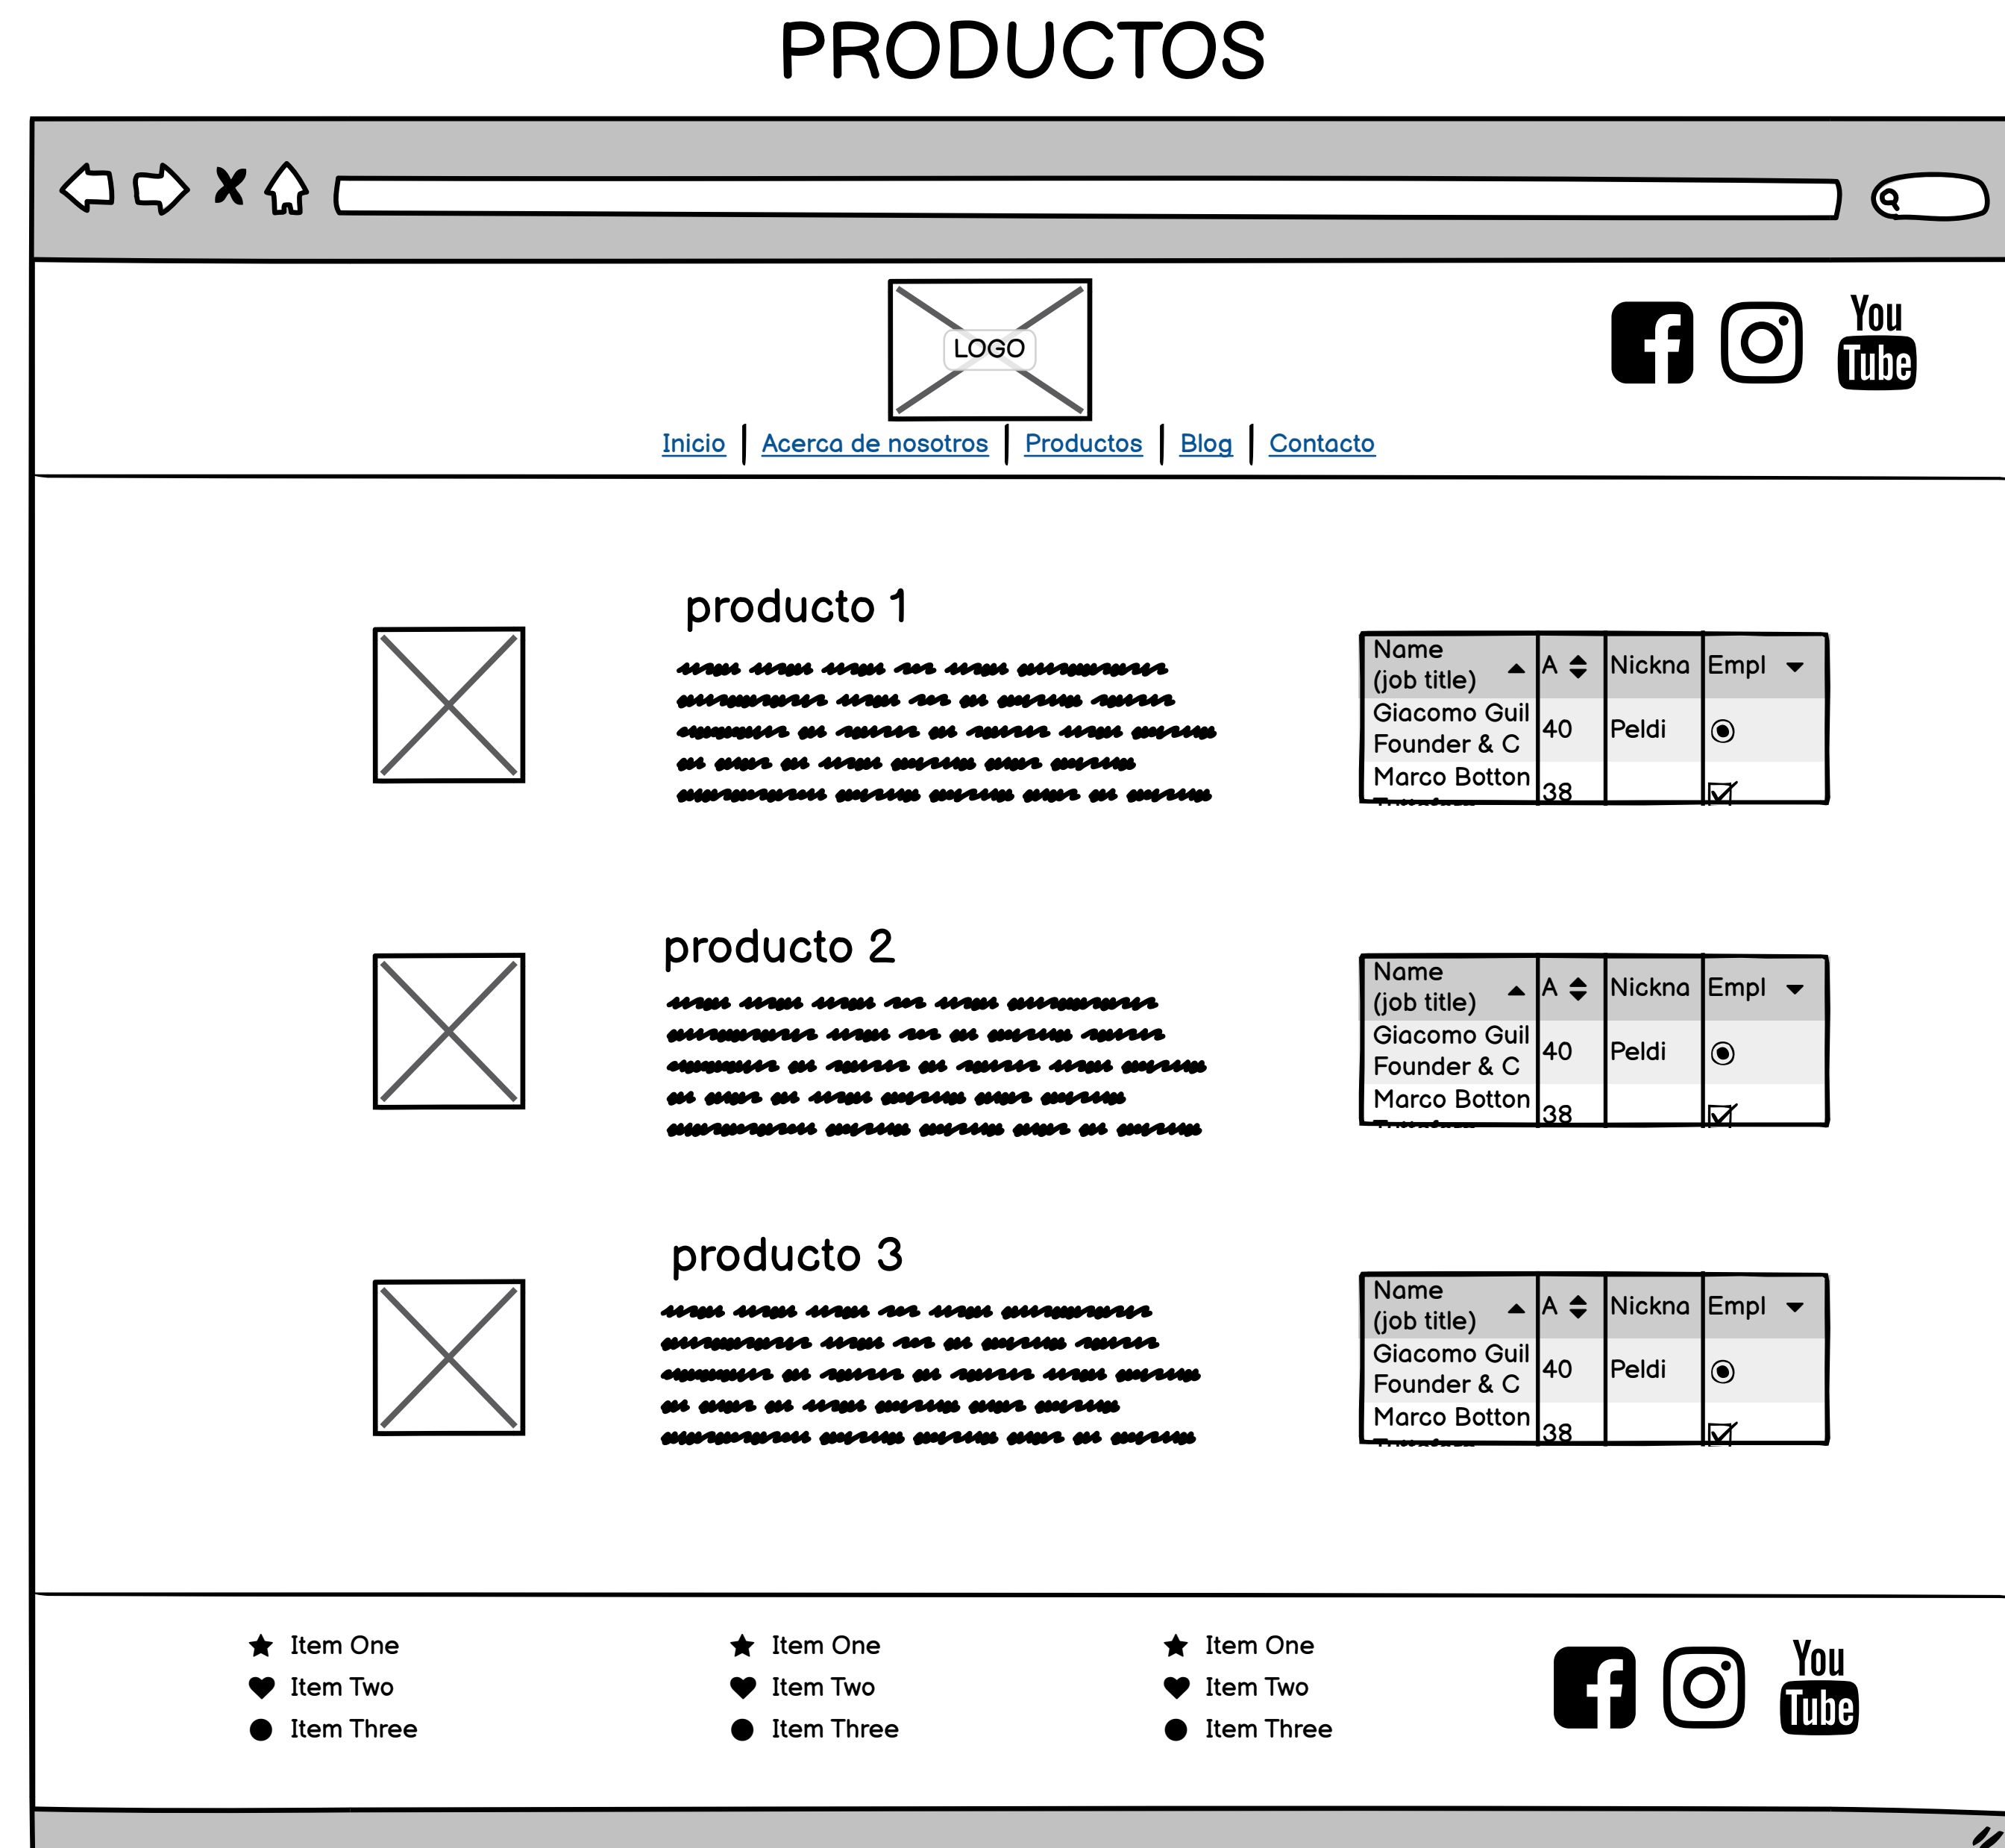 PRODUCTOS
You
Tube
LOGO
Inicio Acerca de nosotros Productos Blog Contacto
producto 1
Name
(job title) A Nickna Empl
Giacomo Guil
Founder & C 40 Peldi
Marco Botton
38
producto 2
Name
(job title) A Nickna Empl
Giacomo Guil
Founder & C 40 Peldi
Marco Botton
38
producto 3
Name
(job title) A Nickna Empl
Giacomo Guil
Founder & C 40 Peldi
Marco Botton
38
Item One
Item Two
Item Three
Item One
Item Two
Item Three
Item One
Item Two
Item Three
You
Tube